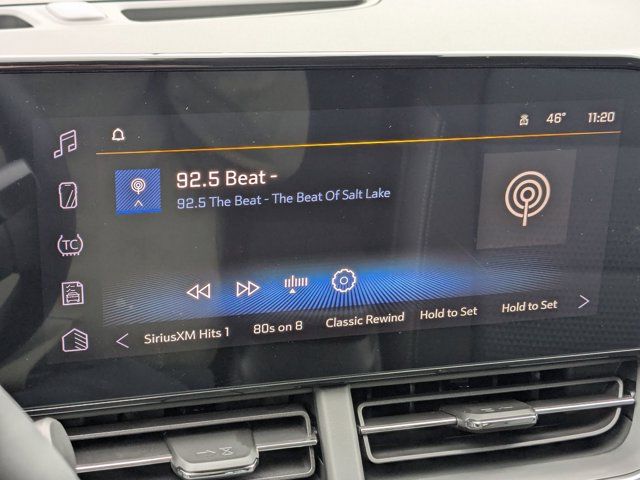 46° 11:20
92.5 Beat -
92.5 The Beat - The Beat Of Salt Lake
TC
SiriusXM Hits 1 80s on 8 Classic Rewind Hold to Set Hold to Set